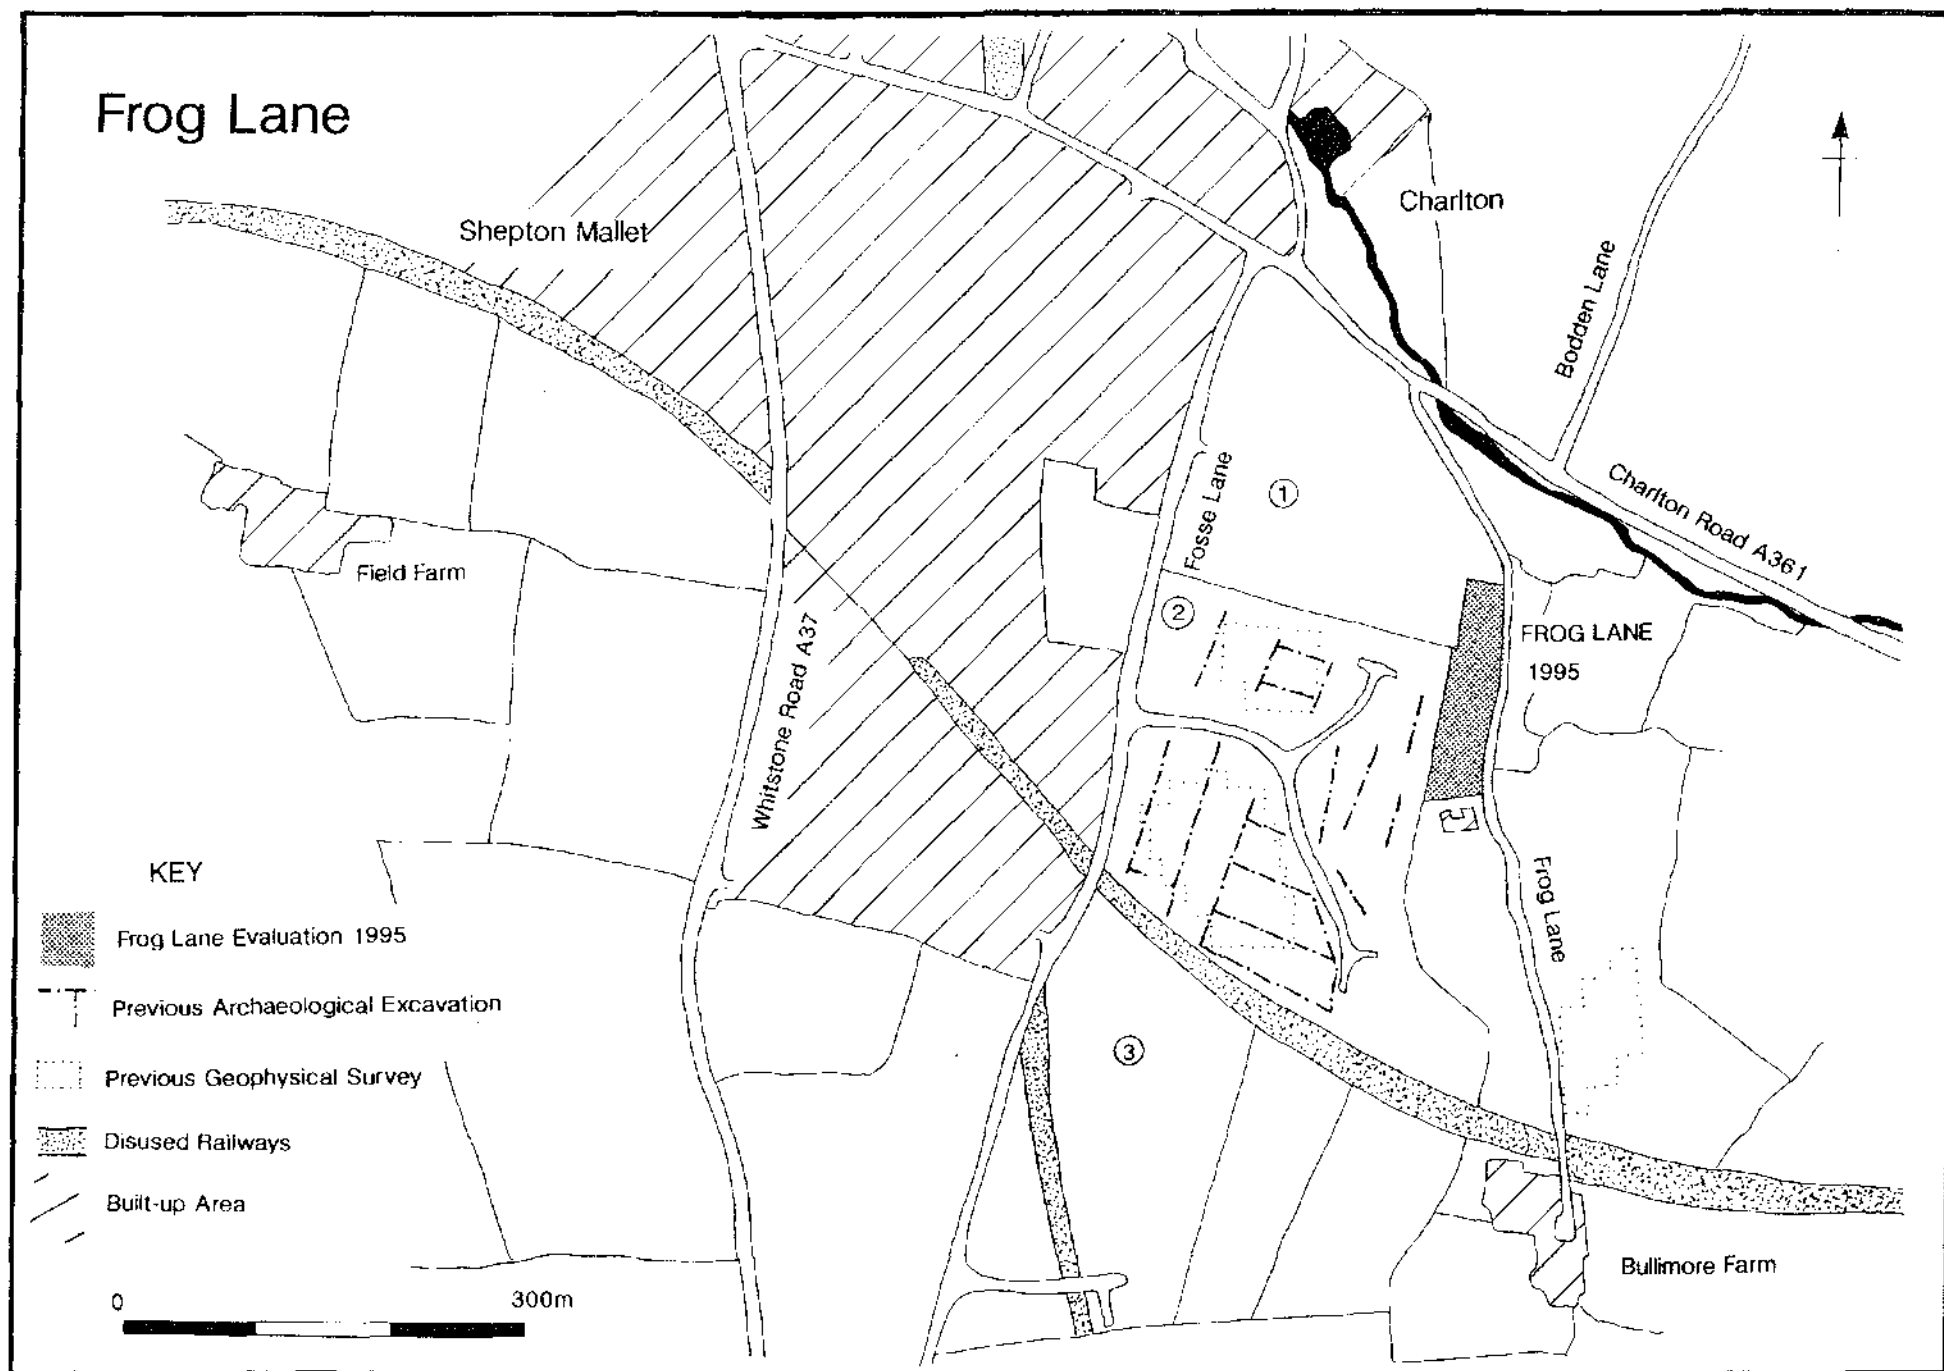 Frog Lane
Shepton Mallet
Charlton
Bodden Lane
Charlton Road A361
Fosse Lane
1
2
Field Farm
FROG LANE
1995
Whitstone Road A37
Frog Lane
KEY
Frog Lane Evaluation 1995
Previous Archaeological Excavation
Previous Geophysical Survey
Disused Railways
Built-up Area
3
Bullimore Farm
0 300m